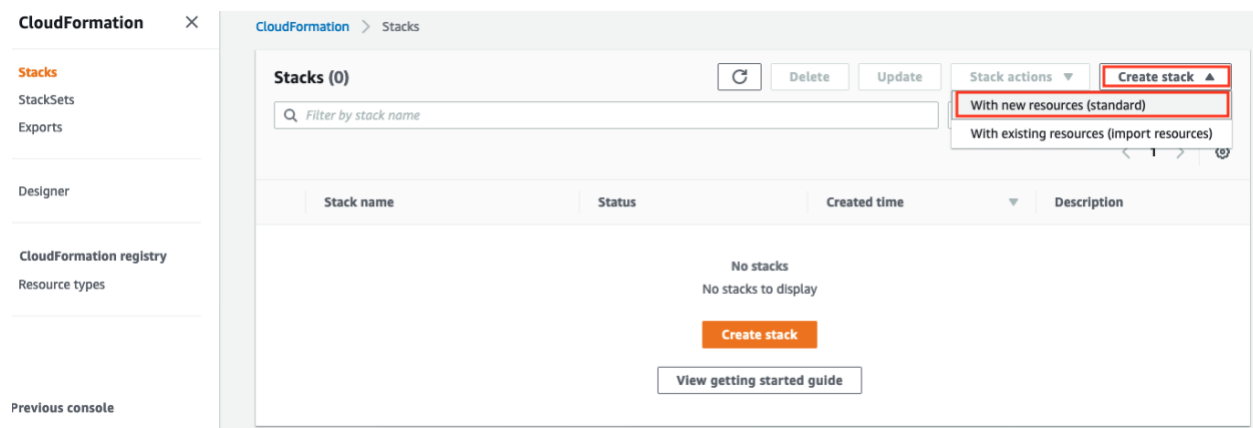 CloudFormation
Stacks
StackSets
Exports
Designer
CloudFormation registry
Resource types
Previous console
CloudFormation > Stacks
Stacks (0)
Delete
Update
Stack actions
Create stack
Filter by stack name
With new resources (standard)
With existing resources (import resources)
1
Stack name
Status
Created time
Description
No stacks
No stacks to display
Create stack
View getting started guide